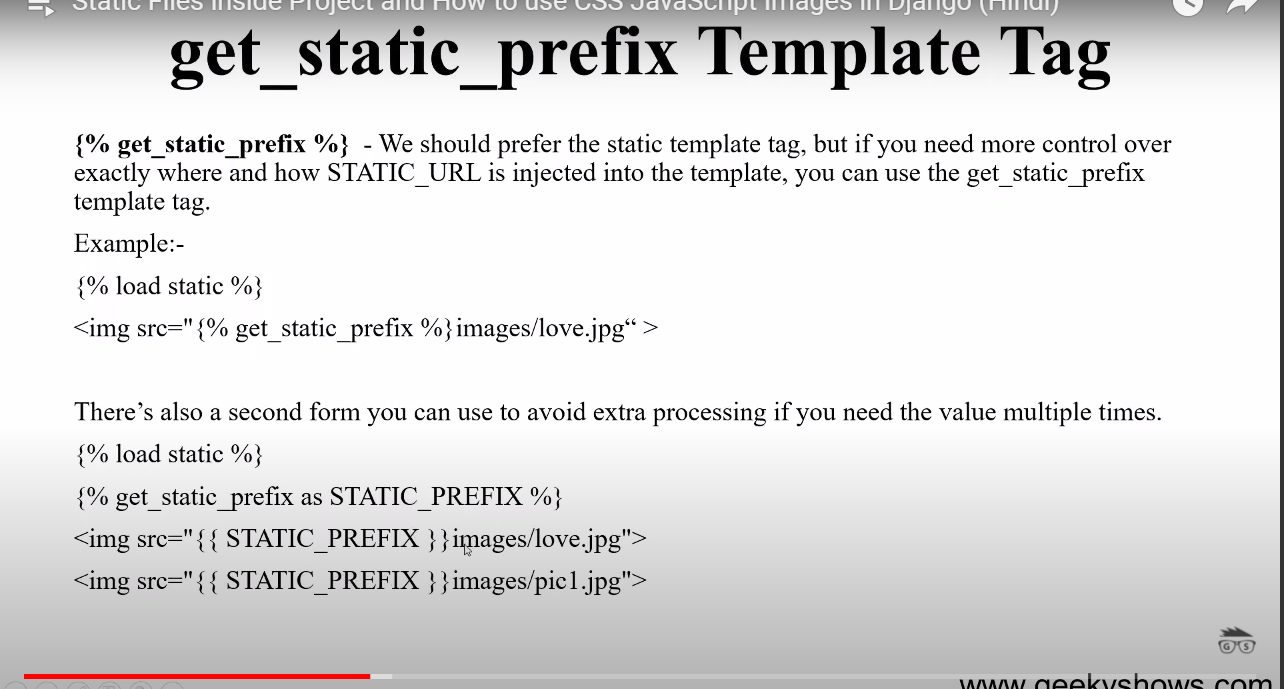 Static Files Inside Project and How to use CSS JavaScript Images in Django (Hindi)
get_static_prefix Template Tag
{% get_static_prefix %} - We should prefer the static template tag, but if you need more control over
exactly where and how STATIC_URL is injected into the template, you can use the get_static_prefix
template tag.
Example:-
{% load static %}
<img src="{% get_static_prefix %}images/love.jpg“ >
There’s also a second form you can use to avoid extra processing if you need the value multiple times.
{% load static %}
{% get_static_prefix as STATIC_PREFIX %}
<img src="{{ STATIC_PREFIX }}images/love.jpg">
<img src="{{ STATIC_PREFIX }}images/pic1.jpg">
G S
www.geekyshows.com